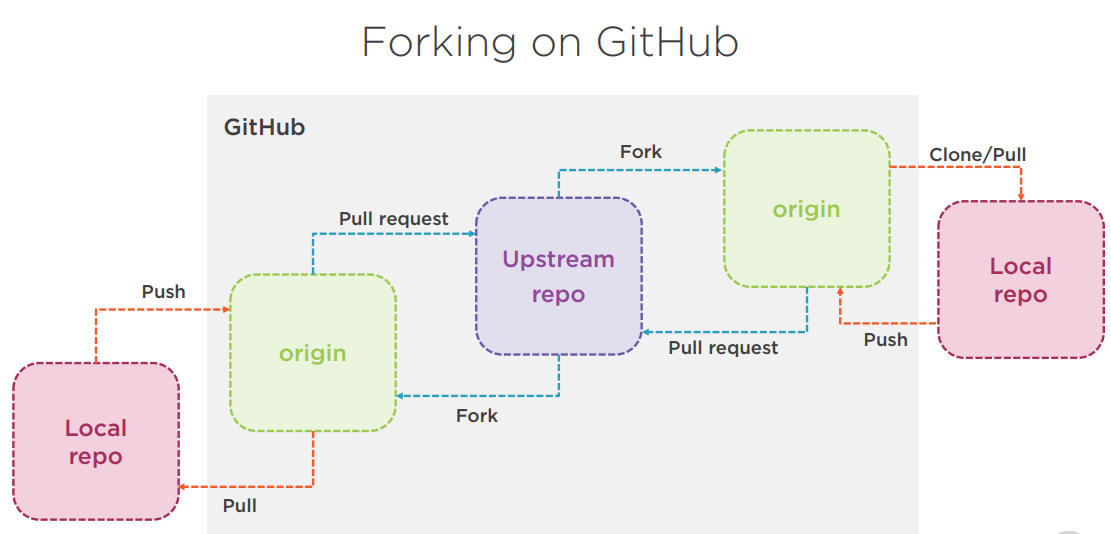 Forking on GitHub
GitHub
Fork
Clone/Pull
origin
Pull request
Upstream
repo
Local
repo
Push
origin
Pull request
Push
Fork
Local
repo
Pull